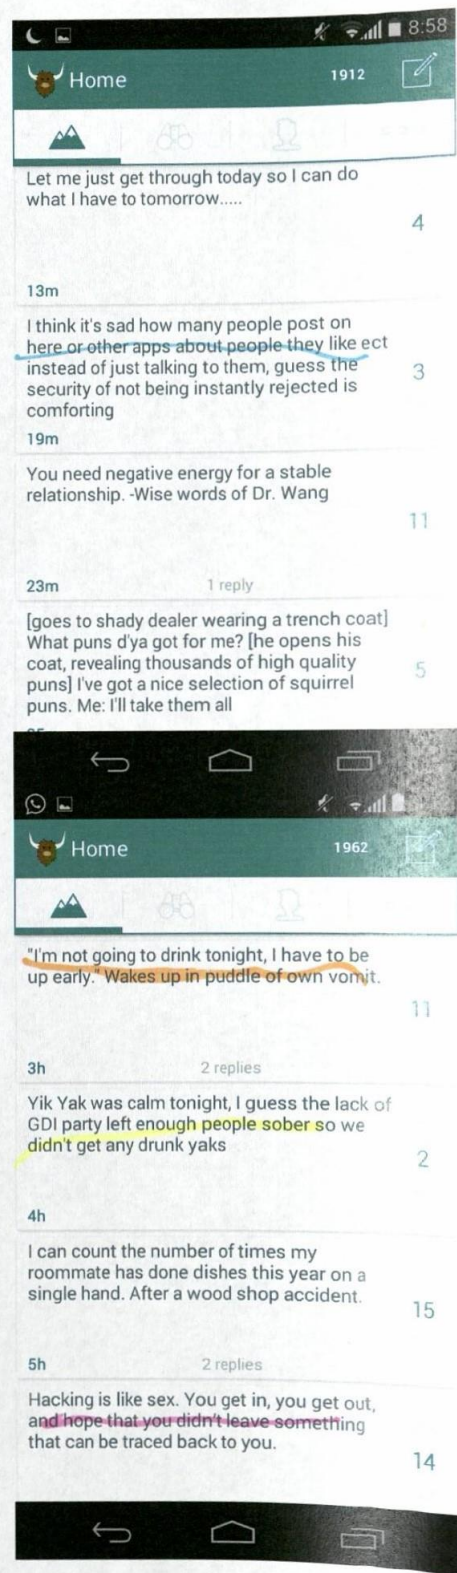 8:58
Home 1912
Let me just get through today so I can do
what I have to tomorrow.....
4
13m
I think it's sad how many people post on
here or other apps about people they like ect
instead of just talking to them, guess the
security of not being instantly rejected is
comforting
3
19m
You need negative energy for a stable
relationship. -Wise words of Dr. Wang
11
23m 1 reply
[goes to shady dealer wearing a trench coat]
What puns d'ya got for me? [he opens his
coat, revealing thousands of high quality
puns] I've got a nice selection of squirrel
puns. Me: I'll take them all
5
Home 1962
"I'm not going to drink tonight, I have to be
up early." Wakes up in puddle of own vomit.
11
3h 2 replies
Yik Yak was calm tonight, I guess the lack of
GDI party left enough people sober so we
didn't get any drunk yaks
2
4h
I can count the number of times my
roommate has done dishes this year on a
single hand. After a wood shop accident.
15
5h 2 replies
Hacking is like sex. You get in, you get out,
and hope that you didn't leave something
that can be traced back to you.
14